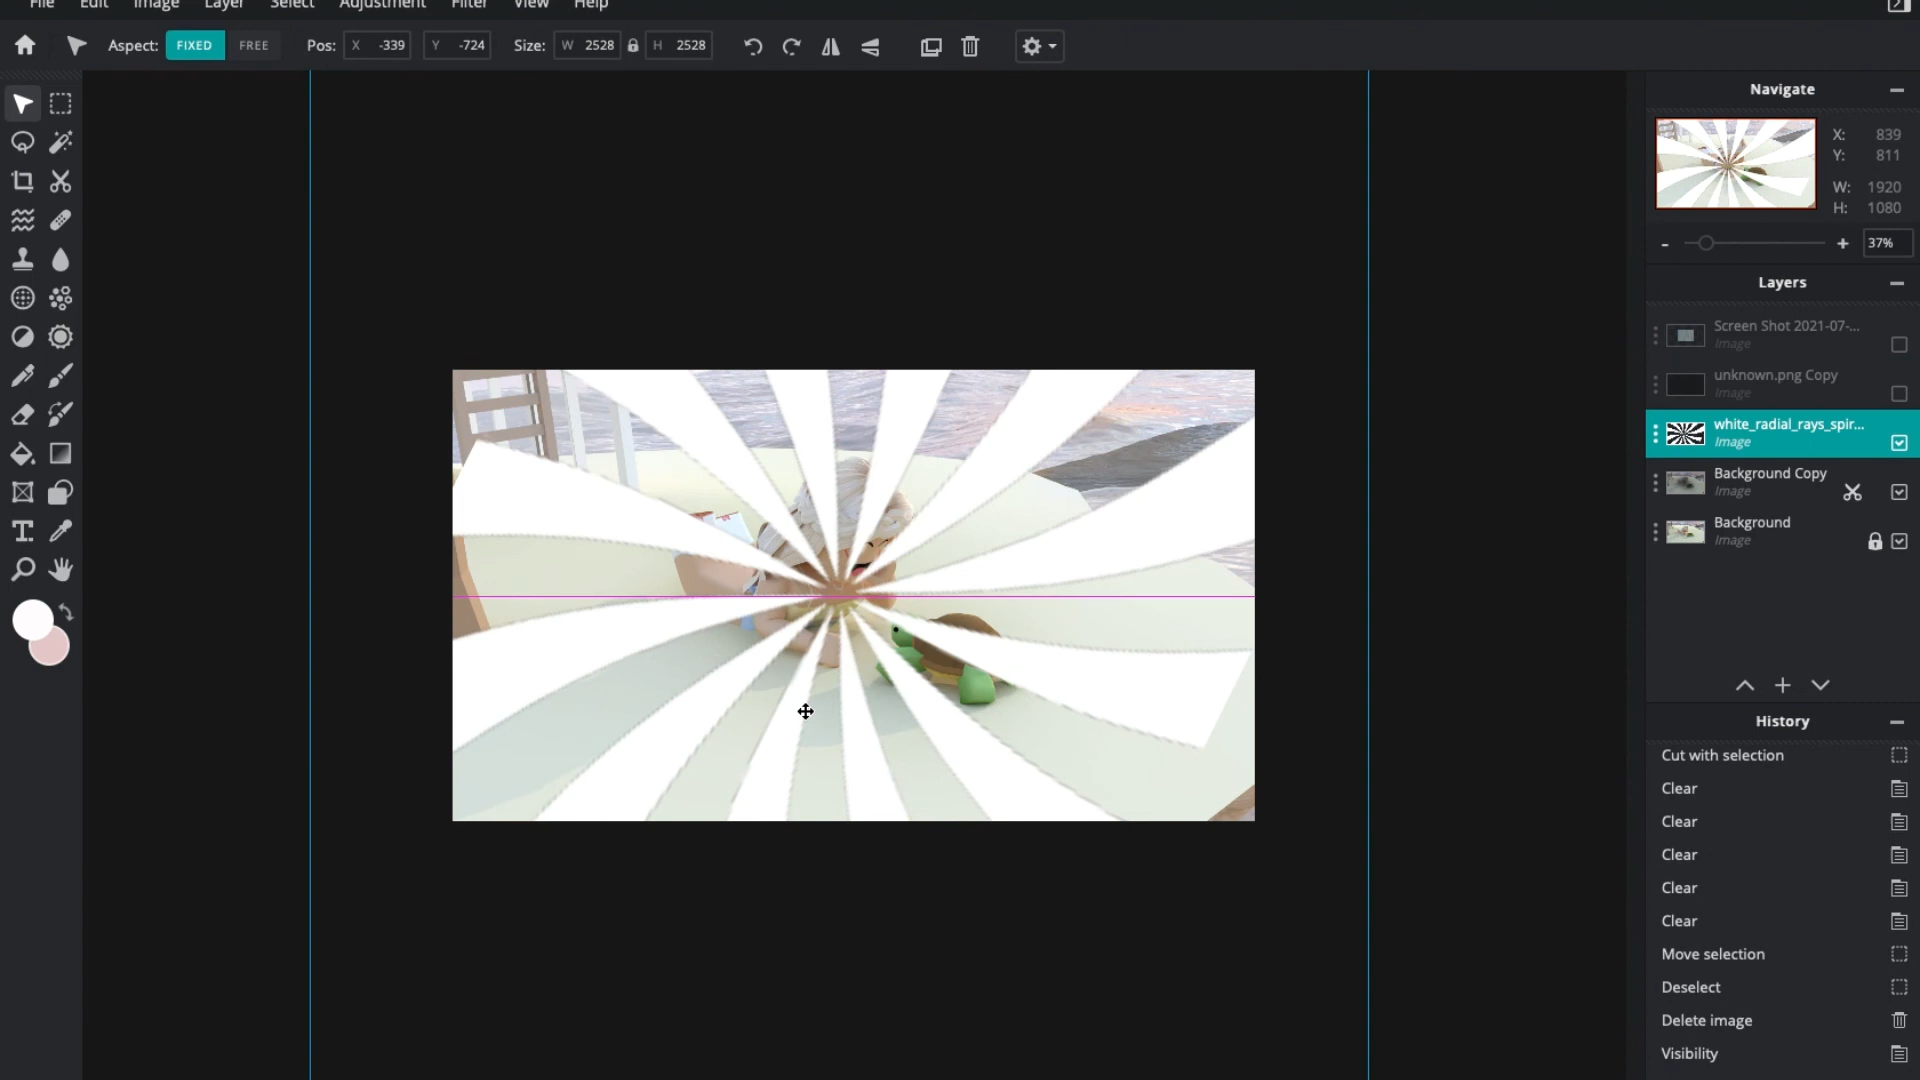 File Edit Image Layer Select Adjustment Filter View Help
Aspect: FIXED FREE Pos: X -339 Y -724 Size: W 2528 H 2528
Navigate
X: 839
Y: 811
W: 1920
H: 1080
- + 37%
Layers
Screen Shot 2021-07-...
Image
unknown.png Copy
Image
white_radial_rays_spir...
Image
Background Copy
Image
Background
Image
History
Cut with selection
Clear
Clear
Clear
Clear
Clear
Move selection
Deselect
Delete image
Visibility